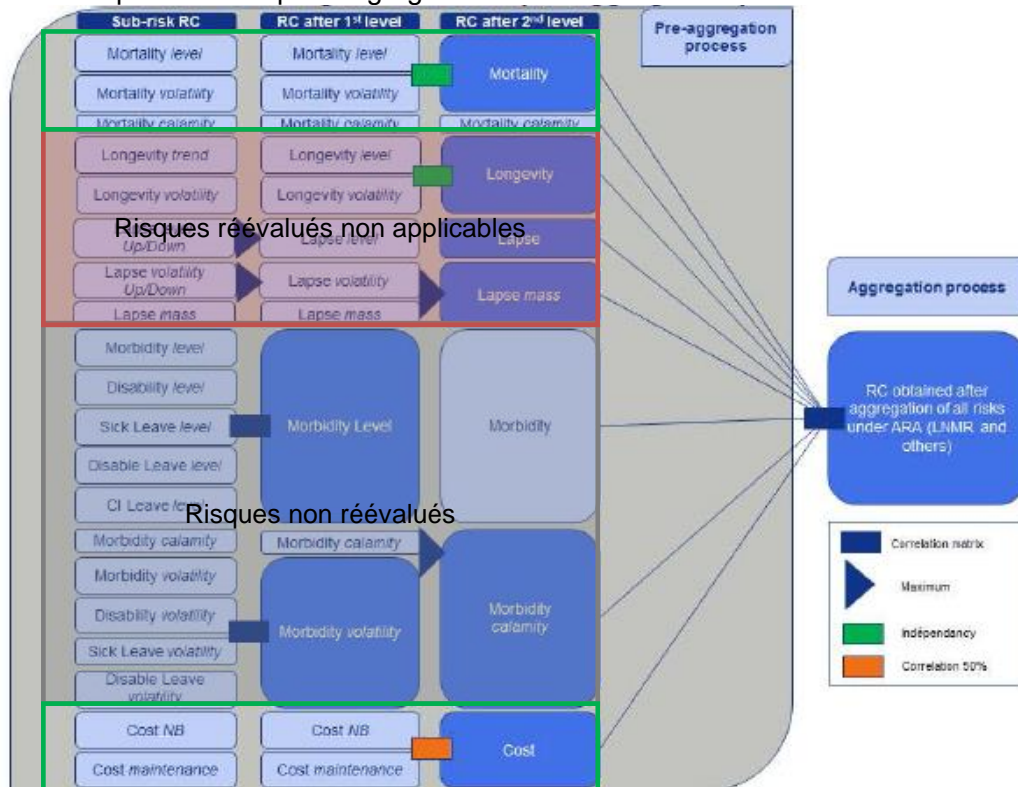 Sub-risk RC
RC after 1st level
RC after 2nd level
Pre-aggregation
process
Mortality level
Mortality level
Mortality
Mortality volatility
Mortality volatility
Mortality calamity
Mortality calamity
Mortality calamity
Longevity trend
Longevity level
Longevity
Longevity volatility
Longevity volatility
Risques réévalués non applicables
Up/Down
Lapse level
Lapse
Lapse volatility
Up/Down
Lapse volatility
Lapse mass
Lapse mass
Lapse mass
Aggregation process
Morbidity level
Disability level
Sick Leave level
Disable Leave level
CI Leave level
Morbidity Level
Morbidity
RC obtained after
aggregation of all risks
under ARA (LNMR and
others)
Risques non réévalués
Morbidity calamity
Morbidity calamity
Morbidity volatility
Disability volatility
Sick Leave volatility
Disable Leave
volatility
Morbidity volatility
Morbidity
calamity
Correlation matrix
Maximum
Indépendancy
Correlation 50%
Cost NB
Cost NB
Cost
Cost maintenance
Cost maintenance